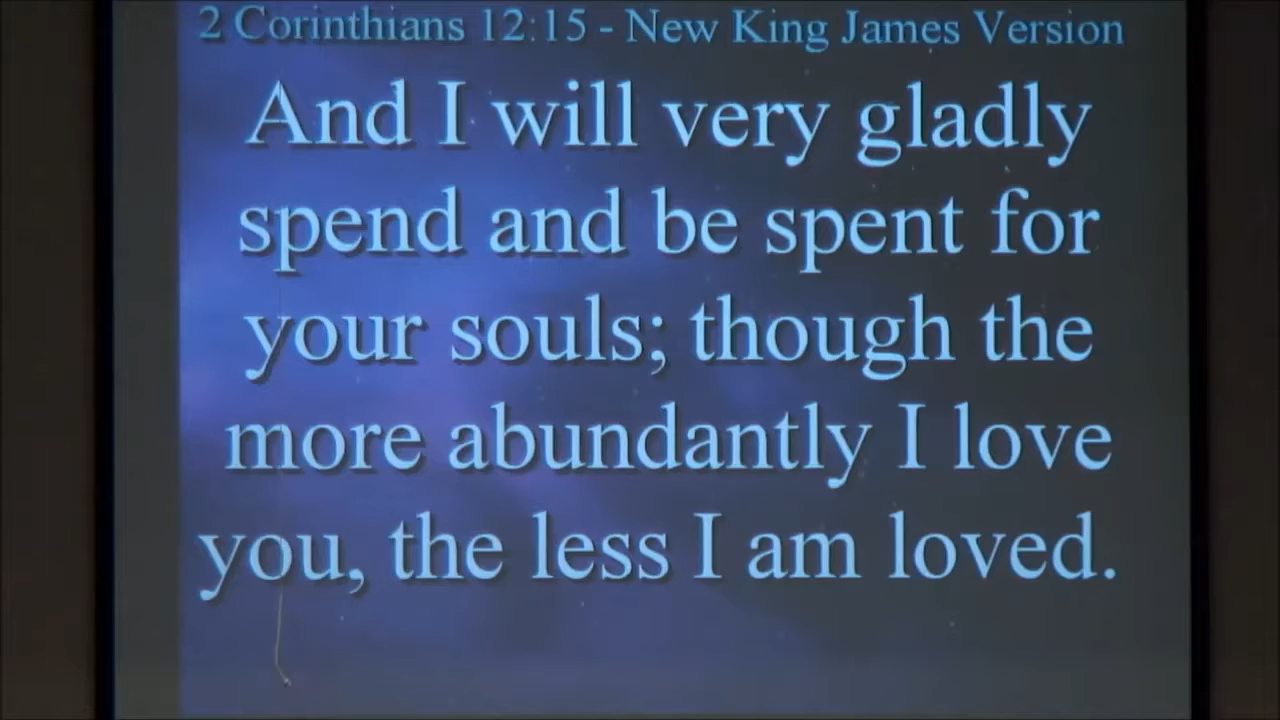 2 Corinthians 12:15 - New King James Version
And I will very gladly
spend and be spent for
your souls; though the
more abundantly I love
you, the less I am loved.